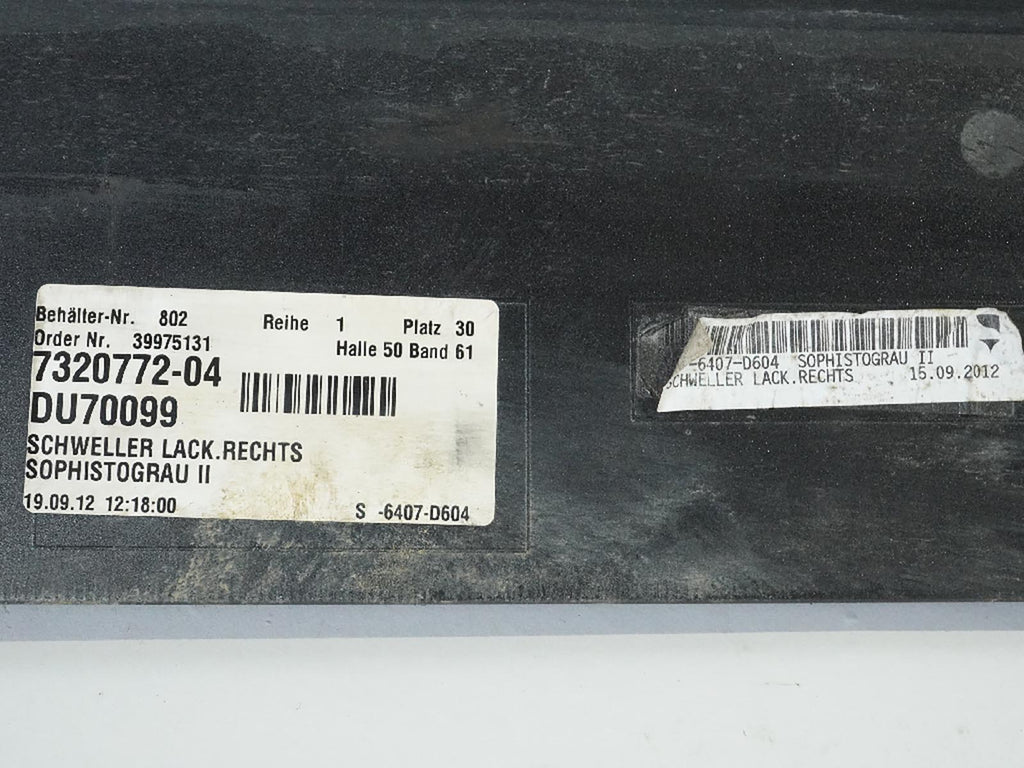 Behälter-Nr. 802 Reihe 1 Platz 30
Order Nr. 39975131 Halle 50 Band 61
7320772-04
DU70099
SCHWELLER LACK.RECHTS
SOPHISTOGRAU II
19.09.12 12:18:00 S -6407-D604
-6407-D604 SOPHISTOGRAU II
SCHWELLER LACK.RECHTS 15.09.2012